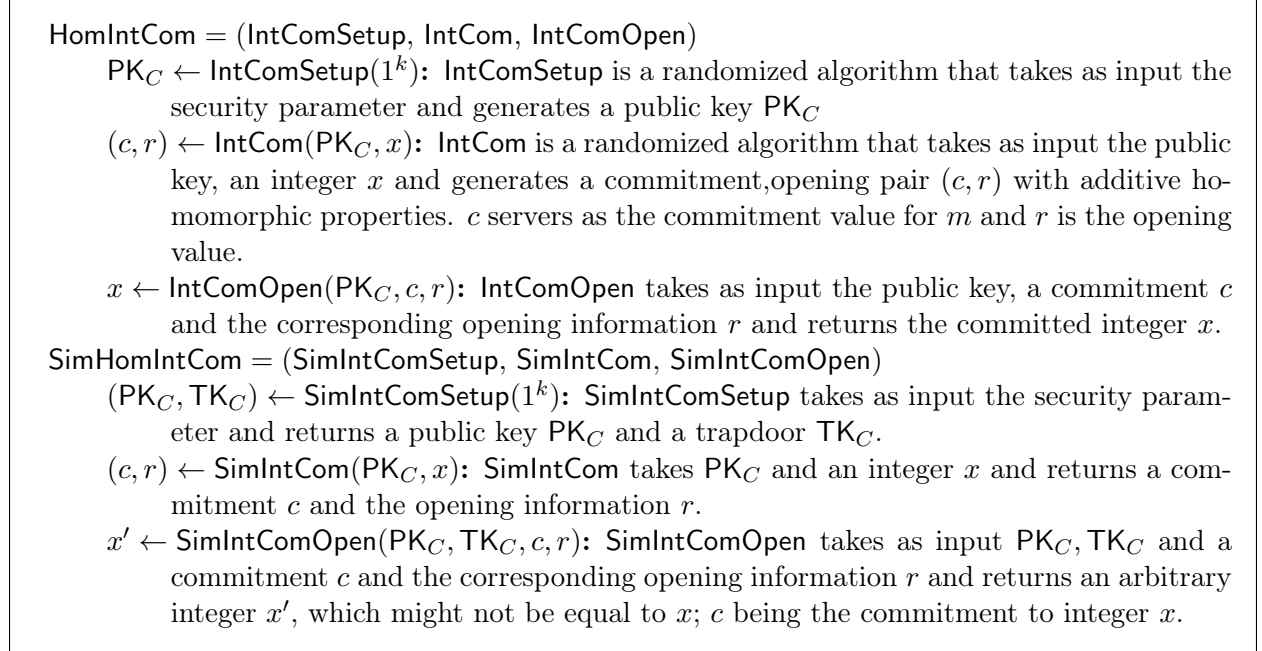 HomIntCom = (IntComSetup, IntCom, IntComOpen)
PK_C ← IntComSetup(1^k): IntComSetup is a randomized algorithm that takes as input the
security parameter and generates a public key PK_C
(c, r) ← IntCom(PK_C, x): IntCom is a randomized algorithm that takes as input the public
key, an integer x and generates a commitment,opening pair (c, r) with additive ho-
momorphic properties. c servers as the commitment value for m and r is the opening
value.
x ← IntComOpen(PK_C, c, r): IntComOpen takes as input the public key, a commitment c
and the corresponding opening information r and returns the committed integer x.
SimHomIntCom = (SimIntComSetup, SimIntCom, SimIntComOpen)
(PK_C, TK_C) ← SimIntComSetup(1^k): SimIntComSetup takes as input the security param-
eter and returns a public key PK_C and a trapdoor TK_C.
(c, r) ← SimIntCom(PK_C, x): SimIntCom takes PK_C and an integer x and returns a com-
mitment c and the opening information r.
x′ ← SimIntComOpen(PK_C, TK_C, c, r): SimIntComOpen takes as input PK_C, TK_C and a
commitment c and the corresponding opening information r and returns an arbitrary
integer x′, which might not be equal to x; c being the commitment to integer x.